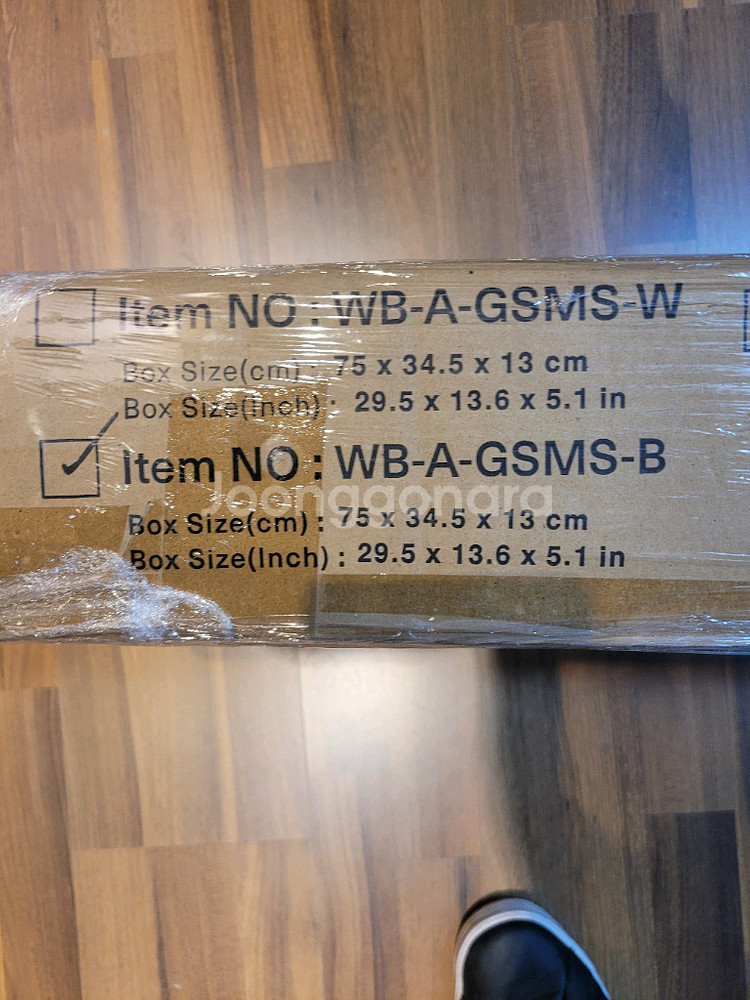 Item NO : WB-A-GSMS-W
Box Size(cm) : 75 x 34.5 x 13 cm
Box Size(Inch) : 29.5 x 13.6 x 5.1 in
Item NO : WB-A-GSMS-B
Joonggonara
Box Size(cm) : 75 x 34.5 x 13 cm
Box Size(Inch) : 29.5 x 13.6 x 5.1 in